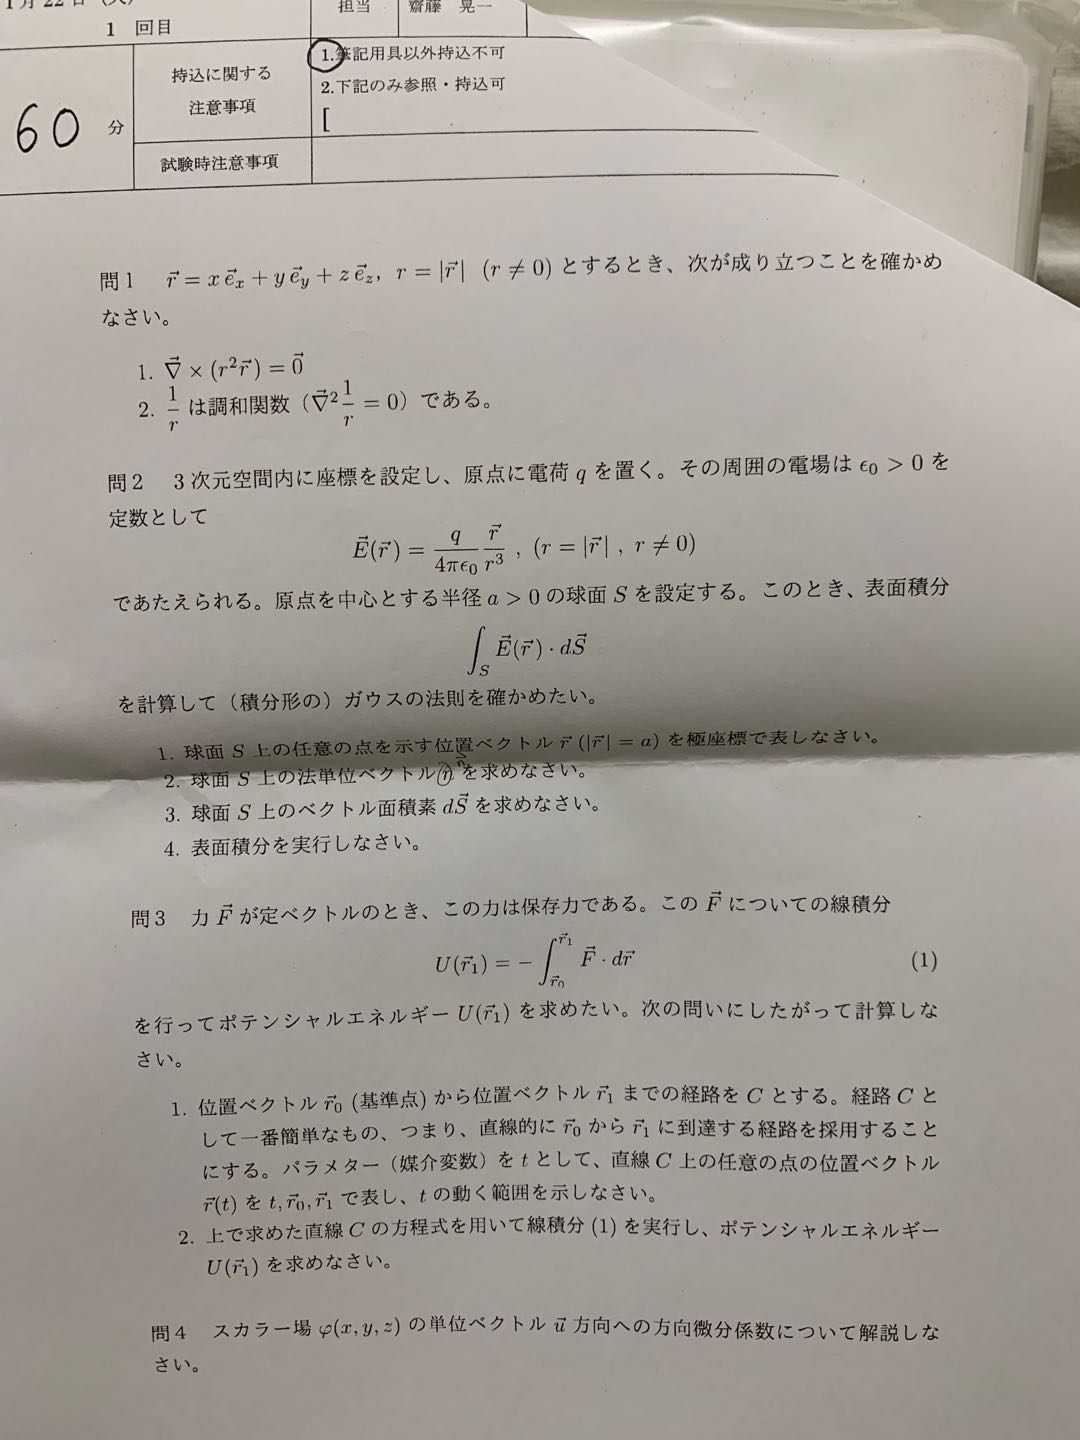 1月22日(火)
担当 齋藤 晃一
1 回目
持込に関する
注意事項
1.筆記用具以外持込不可
2.下記のみ参照・持込可
[
60 分
試験時注意事項
問1 $\vec{r} = x\vec{e}_x + y\vec{e}_y + z\vec{e}_z$, $r = |\vec{r}|$ $(r \neq 0)$ とするとき、次が成り立つことを確かめ
なさい。
1. $\vec{\nabla} \times (r^2\vec{r}) = \vec{0}$
2. $\frac{1}{r}$ は調和関数($\vec{\nabla}^2\frac{1}{r} = 0$)である。
問2 3次元空間内に座標を設定し、原点に電荷 $q$ を置く。その周囲の電場は $\epsilon_0 > 0$ を
定数として
$\vec{E}(\vec{r}) = \frac{q}{4\pi\epsilon_0}\frac{\vec{r}}{r^3}$ , $(r = |\vec{r}|$ , $r \neq 0)$
であたえられる。原点を中心とする半径 $a > 0$ の球面 $S$ を設定する。このとき、表面積分
$\int_S \vec{E}(\vec{r}) \cdot d\vec{S}$
を計算して(積分形の)ガウスの法則を確かめたい。
1. 球面 $S$ 上の任意の点を示す位置ベクトル $\vec{r}$ $(|\vec{r}| = a)$ を極座標で表しなさい。
2. 球面 $S$ 上の法単位ベクトル を求めなさい。
3. 球面 $S$ 上のベクトル面積素 $d\vec{S}$ を求めなさい。
4. 表面積分を実行しなさい。
問3 力 $\vec{F}$ が定ベクトルのとき、この力は保存力である。この $\vec{F}$ についての線積分
$U(\vec{r}_1) = -\int_{\vec{r}_0}^{\vec{r}_1} \vec{F} \cdot d\vec{r}$ (1)
を行ってポテンシャルエネルギー $U(\vec{r}_1)$ を求めたい。次の問いにしたがって計算しな
さい。
1. 位置ベクトル $\vec{r}_0$ (基準点) から位置ベクトル $\vec{r}_1$ までの経路を $C$ とする。経路 $C$ と
して一番簡単なもの、つまり、直線的に $\vec{r}_0$ から $\vec{r}_1$ に到達する経路を採用すること
にする。パラメター(媒介変数)を $t$ として、直線 $C$ 上の任意の点の位置ベクトル
$\vec{r}(t)$ を $t, \vec{r}_0, \vec{r}_1$ で表し、$t$ の動く範囲を示しなさい。
2. 上で求めた直線 $C$ の方程式を用いて線積分 (1) を実行し、ポテンシャルエネルギー
$U(\vec{r}_1)$ を求めなさい。
問4 スカラー場 $\varphi(x, y, z)$ の単位ベクトル $\vec{u}$ 方向への方向微分係数について解説しな
さい。